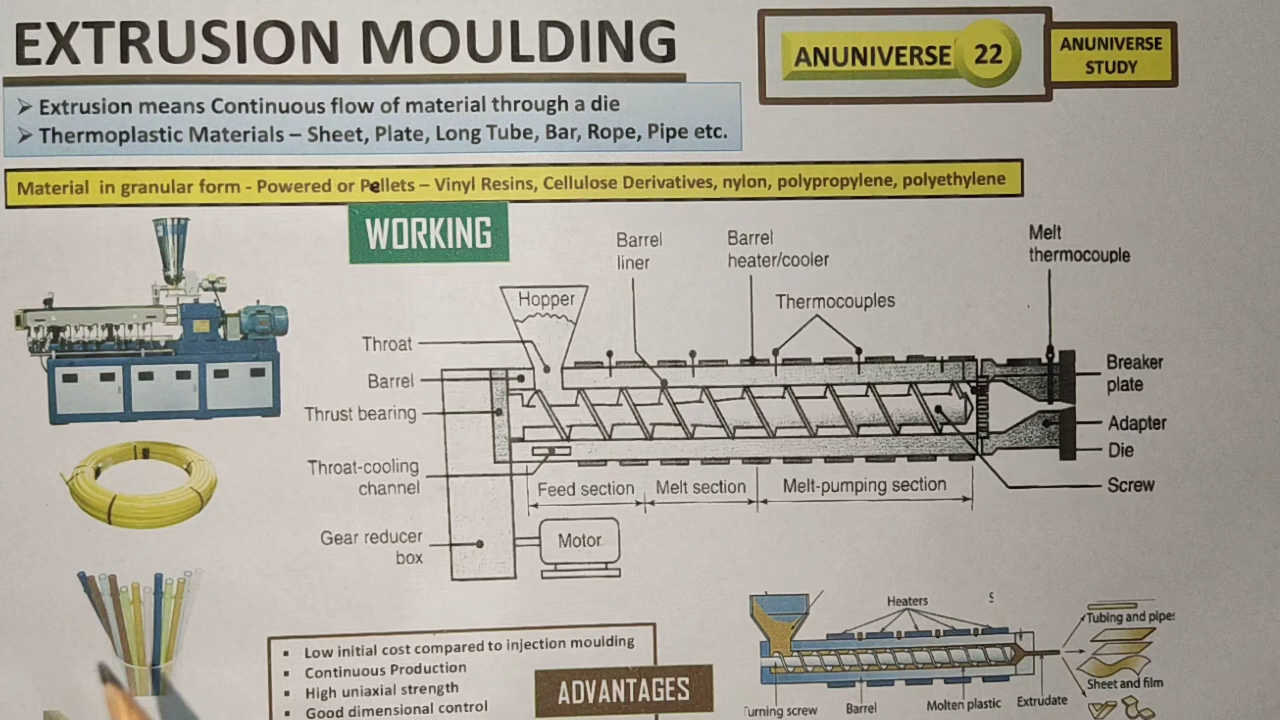 EXTRUSION MOULDING
ANUNIVERSE 22
ANUNIVERSE
STUDY
➢ Extrusion means Continuous flow of material through a die
➢ Thermoplastic Materials – Sheet, Plate, Long Tube, Bar, Rope, Pipe etc.
Material in granular form - Powered or Pellets – Vinyl Resins, Cellulose Derivatives, nylon, polypropylene, polyethylene
WORKING
Barrel
liner
Barrel
heater/cooler
Melt
thermocouple
Hopper
Thermocouples
Throat
Barrel
Thrust bearing
Throat-cooling
channel
Gear reducer
box
Breaker
plate
Adapter
Die
Screw
Feed section
Melt section
Melt-pumping section
Motor
▪ Low initial cost compared to injection moulding
▪ Continuous Production
▪ High uniaxial strength
▪ Good dimensional control
ADVANTAGES
Heaters
Tubing and pipes
Sheet and film
Turning screw
Barrel
Molten plastic
Extrudate